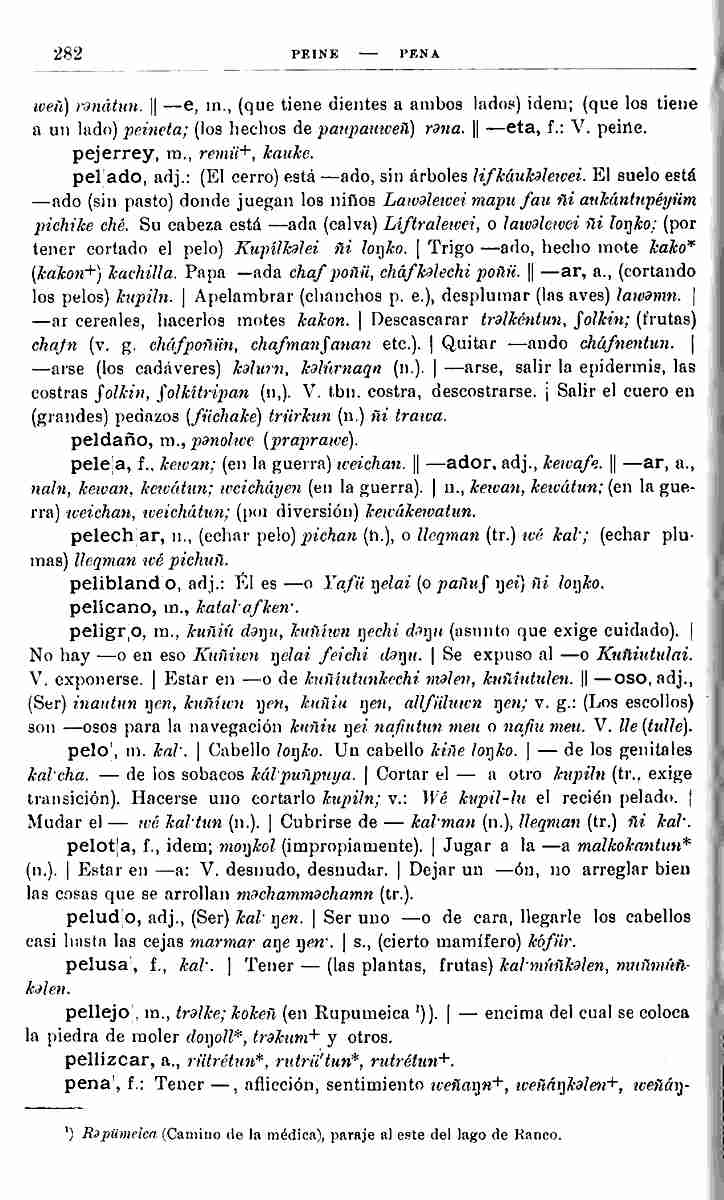 282 PEINE — PENA
weñ) rənátun. || —e, m., (que tiene dientes a ambos lados) idem; (que los tiene
a un lado) peineta; (los hechos de paupauweñ) rəna. || —eta, f.: V. peine.
pejerrey, m., remü+, kauke.
pel|ado, adj.: (El cerro) está —ado, sin árboles lifkáukəlewei. El suelo está
—ado (sin pasto) donde juegan los niños Lawəlewei mapu fau ñi aukántupéyüm
pichike ché. Su cabeza está —ada (calva) Líftralewei, o lawəlewei ñi loŋko; (por
tener cortado el pelo) Kupílkəlei ñi loŋko. | Trigo —ado, hecho mote kako*
(kakon+) kachilla. Papa —ada chaf poñü, cháfkəlechi poñü. || —ar, a., (cortando
los pelos) kupiln. | Apelambrar (chanchos p. e.), desplumar (las aves) lawəmn. |
—ar cereales, hacerlos motes kakon. | Descascarar trəlkéntun, ʃolkin; (frutas)
chafn (v. g. cháfpoñün, chafmanʃanan etc.). | Quitar —ando cháfnentun. |
—arse (los cadáveres) kəlurn, kəlúrnaqn (n.). | —arse, salir la epidermis, las
costras ʃolkin, ʃolkítripan (n,). V. tbn. costra, descostrarse. | Salir el cuero en
(grandes) pedazos (füchake) trürkun (n.) ñi trawa.
peldaño, m., pənolwe (praprawe).
pele|a, f., kewan; (en la guerra) weichan. || —ador, adj., kewafe. || —ar, a.,
naln, kewan, kewátun; weicháyen (en la guerra). | n., kewan, kewátun; (en la gue-
rra) weichan, weichátun; (por diversión) kewákewatun.
pelech|ar, n., (echar pelo) pichan (n.), o lleqman (tr.) wé kal·; (echar plu-
mas) lleqman wé pichuñ.
pelibland|o, adj.: Él es —o Yafü ŋelai (o pañuʃ ŋei) ñi loŋko.
pelícano, m., katal·afken·.
peligr|o, m., kuñiú dəŋu, kuñíwn ŋechi dəŋu (asunto que exige cuidado). |
No hay —o en eso Kuñiwn ŋelai feichi dəŋu. | Se expuso al —o Kuñiutulai.
V. exponerse. | Estar en —o de kuñiutunkechi məlen, kuñiutulen. || —oso, adj.,
(Ser) inautun ŋen, kuñíwn ŋen, kuñiu ŋen, allfüluwn ŋen; v. g.: (Los escollos)
son —osos para la navegación kuñiu ŋei nafiutun meu o nafiu meu. V. lle (tulle).
pelo|, m. kal·. | Cabello loŋko. Un cabello kiñe loŋko. | — de los genitales
kal·cha. — de los sobacos kál·puñpuya. | Cortar el — a otro kupiln (tr., exige
transición). Hacerse uno cortarlo kupiln; v.: Wé kupil-lu el recién pelado. |
Mudar el — wé kal·tun (n.). | Cubrirse de — kal·man (n.), lleqman (tr.) ñi kal·.
pelot|a, f., idem; moŋkol (impropiamente). | Jugar a la —a malkokantun*
(n.). | Estar en —a: V. desnudo, desnudar. | Dejar un —ón, no arreglar bien
las cosas que se arrollan məchamməchamn (tr.).
pelud|o, adj., (Ser) kal· ŋen. | Ser uno —o de cara, llegarle los cabellos
casi hasta las cejas marmar aŋe ŋen·. | s., (cierto mamífero) kófür.
pelusa|, f., kal·. | Tener — (las plantas, frutas) kal·múñkəlen, muñmúñ-
kəlen.
pellejo|, m., trəlke; kokeñ (en Rupumeica ¹)). | — encima del cual se coloca
la piedra de moler doŋoll*, trəkum+ y otros.
pellizcar, a., rütrétun*, rutrü'tun*, rutrétun+.
pena|, f.: Tener —, aflicción, sentimiento weñaŋn+, weñáŋkəlen+, weñáŋ-
¹) Rəpümeica (Camino de la médica), paraje al este del lago de Ranco.